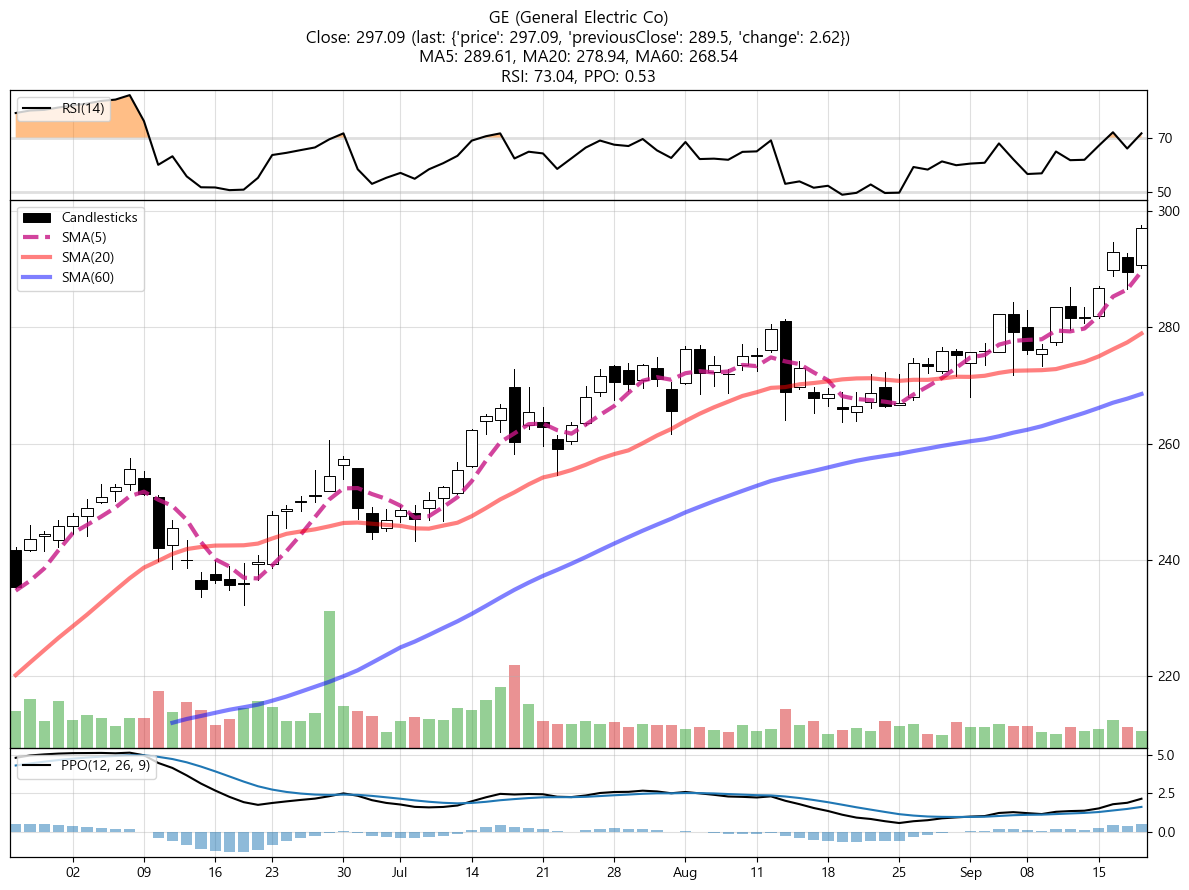 GE (General Electric Co)
Close: 297.09 (last: {'price': 297.09, 'previousClose': 289.5, 'change': 2.62})
MA5: 289.61, MA20: 278.94, MA60: 268.54
RSI: 73.04, PPO: 0.53
RSI(14)
70
50
Candlesticks
SMA(5)
SMA(20)
SMA(60)
300
280
260
240
220
PPO(12, 26, 9)
5.0
2.5
0.0
02 09 16 23 30 Jul 14 21 28 Aug 11 18 25 Sep 08 15